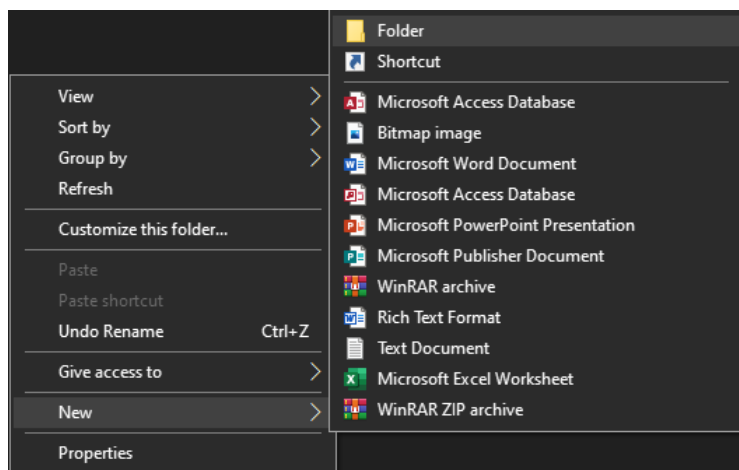 View
Sort by
Group by
Refresh
Customize this folder...
Paste
Paste shortcut
Undo Rename Ctrl+Z
Give access to
New
Properties
Folder
Shortcut
Microsoft Access Database
Bitmap image
Microsoft Word Document
Microsoft Access Database
Microsoft PowerPoint Presentation
Microsoft Publisher Document
WinRAR archive
Rich Text Format
Text Document
Microsoft Excel Worksheet
WinRAR ZIP archive